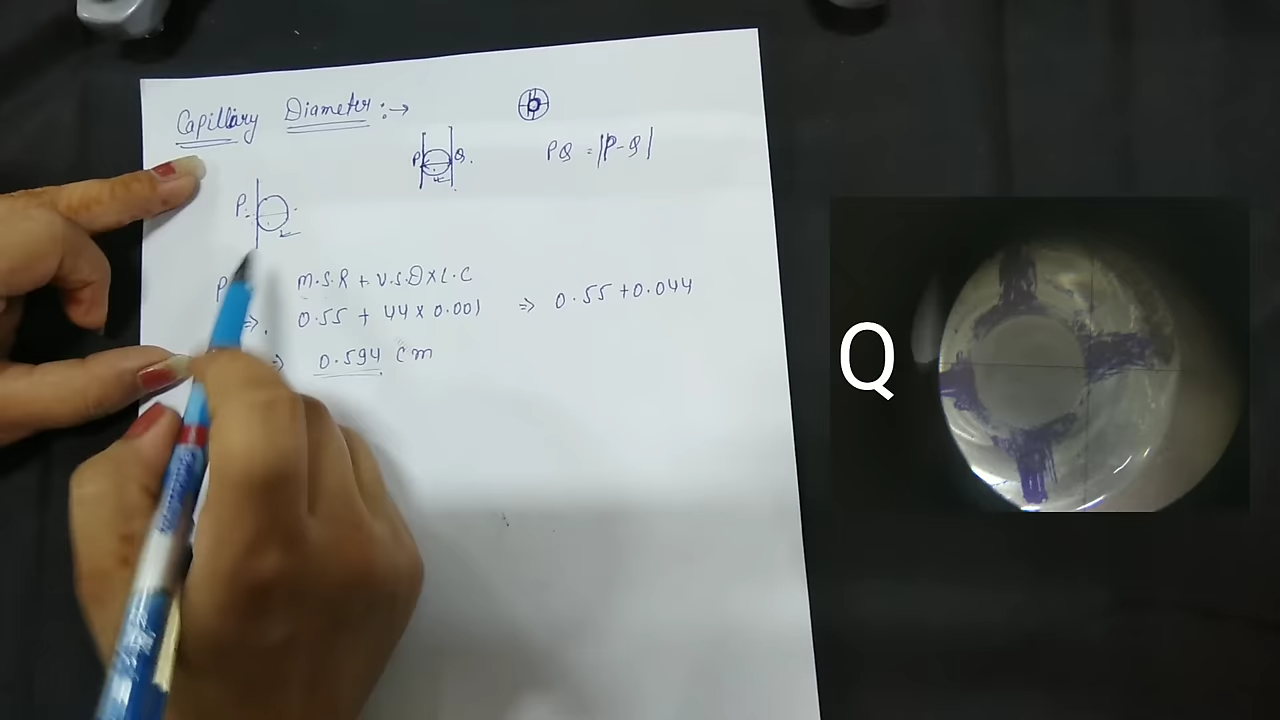 Capillary Diameter :→
P Q
PQ = |P-Q|
P
P M.S.R + V.S.D X L.C
⇒ 0.55 + 44 X 0.001 ⇒ 0.55 + 0.044
⇒ 0.594 cm
Q